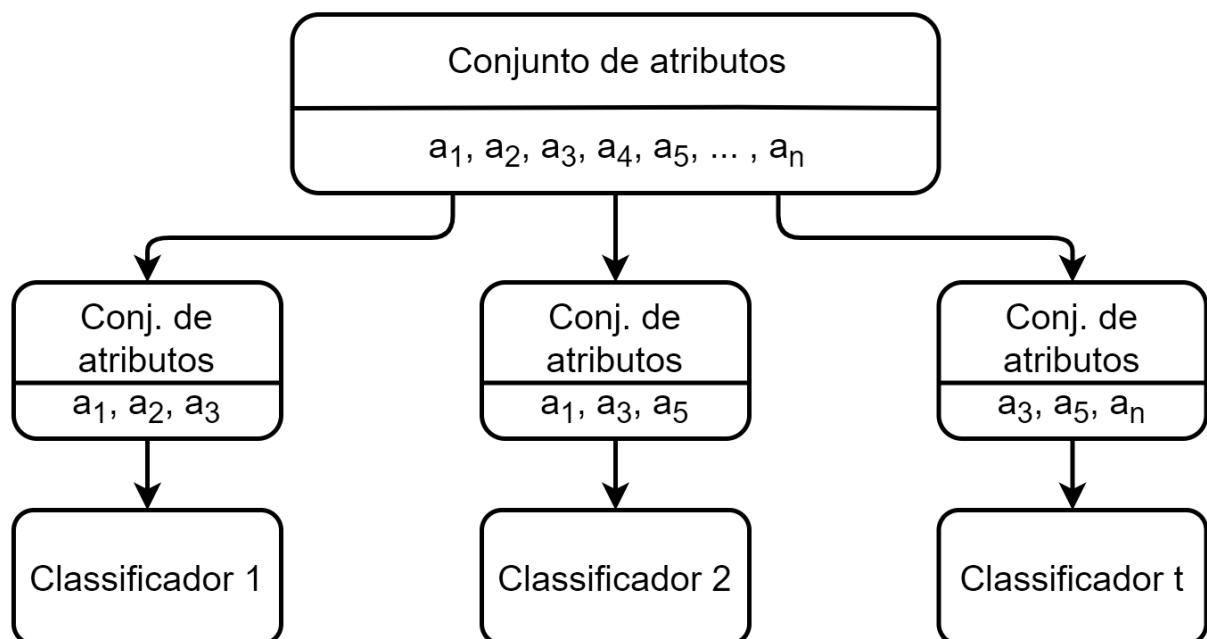 Conjunto de atributos
a₁, a₂, a₃, a₄, a₅, ... , aₙ
Conj. de
atributos
a₁, a₂, a₃
Conj. de
atributos
a₁, a₃, a₅
Conj. de
atributos
a₃, a₅, aₙ
Classificador 1
Classificador 2
Classificador t